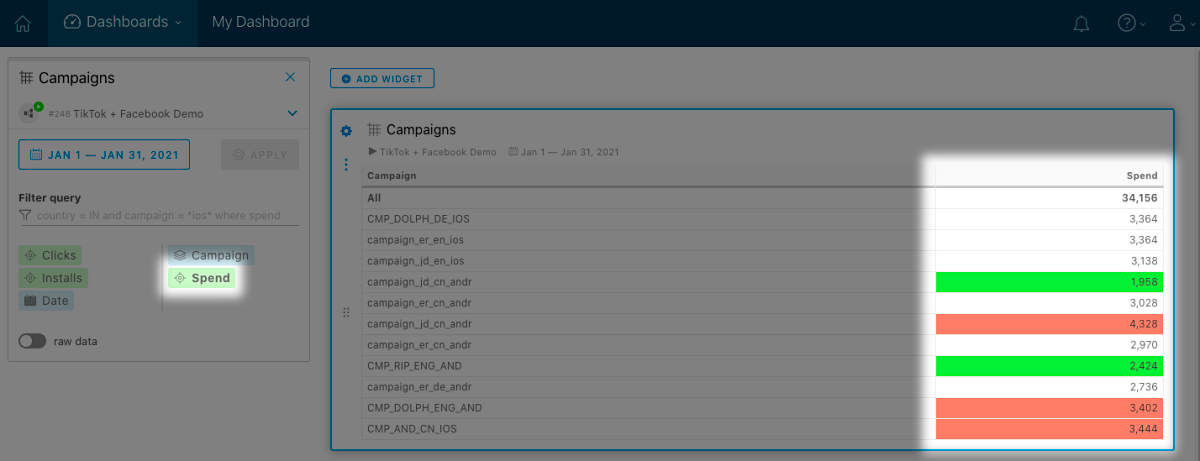 Dashboards My Dashboard
Campaigns
#248 TikTok + Facebook Demo
JAN 1 — JAN 31, 2021 APPLY
Filter query
country = IN and campaign = *ios* where spend
Clicks Campaign
Installs Spend
Date
raw data
ADD WIDGET
Campaigns
TikTok + Facebook Demo Jan 1 — Jan 31, 2021
Campaign Spend
All 34,156
CMP_DOLPH_DE_IOS 3,364
campaign_er_en_ios 3,364
campaign_jd_en_ios 3,138
campaign_jd_cn_andr 1,958
campaign_er_cn_andr 3,028
campaign_jd_cn_andr 4,328
campaign_er_cn_andr 2,970
CMP_RIP_ENG_AND 2,424
campaign_er_de_andr 2,736
CMP_DOLPH_ENG_AND 3,402
CMP_AND_CN_IOS 3,444